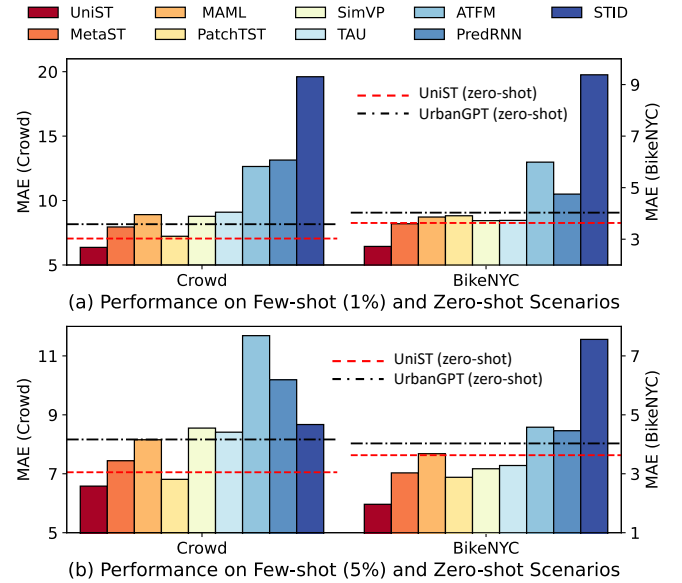 UniST MAML SimVP ATFM STID
MetaST PatchTST TAU PredRNN
20
15
10
5
MAE (Crowd)
9
7
5
3
MAE (BikeNYC)
UniST (zero-shot)
UrbanGPT (zero-shot)
Crowd BikeNYC
(a) Performance on Few-shot (1%) and Zero-shot Scenarios
11
9
7
5
MAE (Crowd)
7
5
3
1
MAE (BikeNYC)
UniST (zero-shot)
UrbanGPT (zero-shot)
Crowd BikeNYC
(b) Performance on Few-shot (5%) and Zero-shot Scenarios